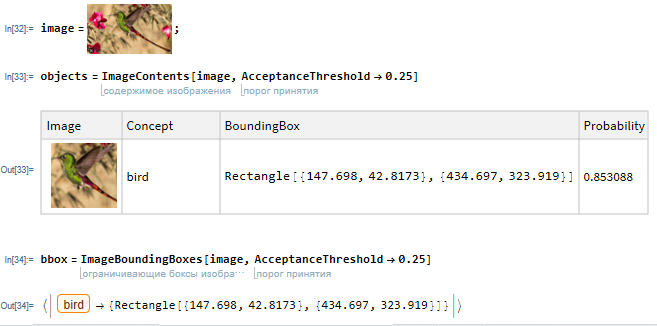 In[32]:= image = ;
In[33]:= objects = ImageContents[image, AcceptanceThreshold → 0.25]
содержимое изображения порог принятия
Image Concept BoundingBox Probability
Out[33]= bird Rectangle[{147.698, 42.8173}, {434.697, 323.919}] 0.853088
In[34]:= bbox = ImageBoundingBoxes[image, AcceptanceThreshold → 0.25]
ограничивающие боксы изобра⋯ порог принятия
Out[34]= <| bird → {Rectangle[{147.698, 42.8173}, {434.697, 323.919}]} |>